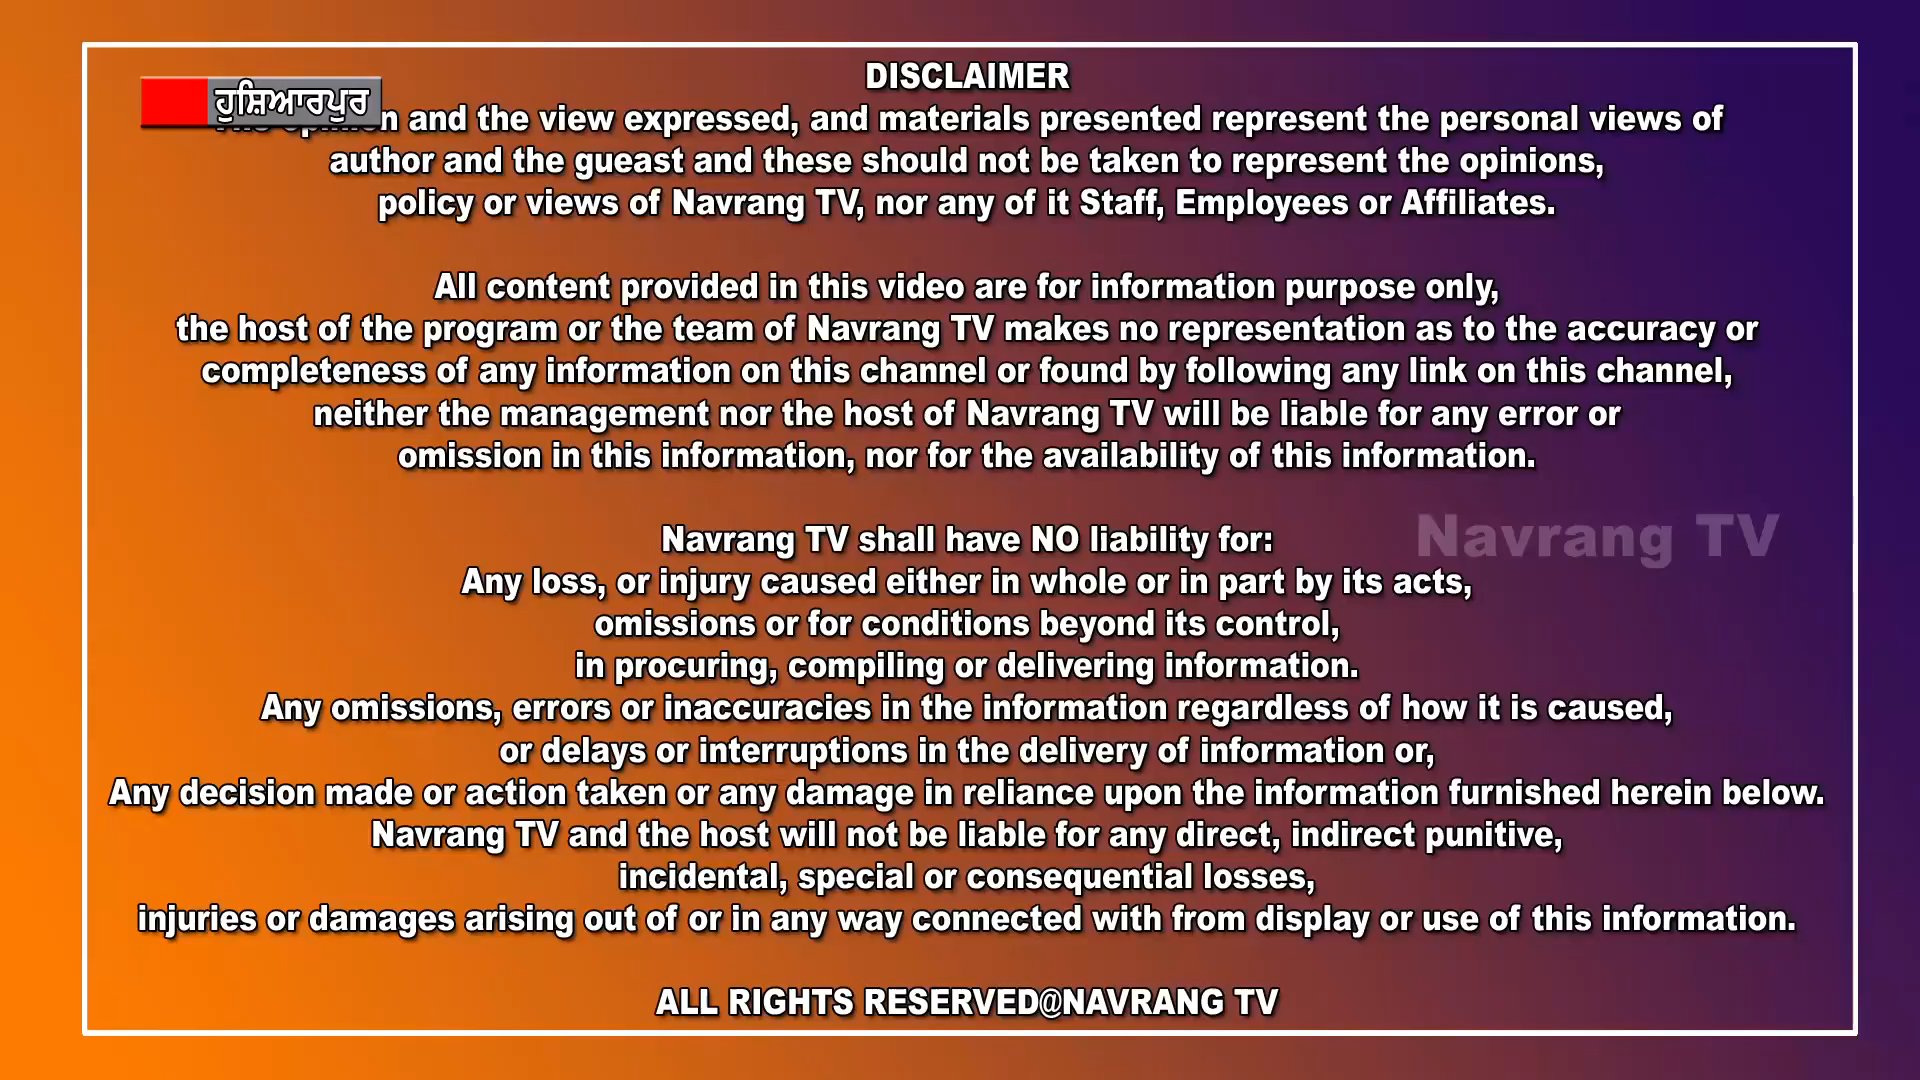 DISCLAIMER
ਹੁਸ਼ਿਆਰਪੁਰ
and the view expressed, and materials presented represent the personal views of
author and the gueast and these should not be taken to represent the opinions,
policy or views of Navrang TV, nor any of it Staff, Employees or Affiliates.
All content provided in this video are for information purpose only,
the host of the program or the team of Navrang TV makes no representation as to the accuracy or
completeness of any information on this channel or found by following any link on this channel,
neither the management nor the host of Navrang TV will be liable for any error or
omission in this information, nor for the availability of this information.
Navrang TV shall have NO liability for:
Navrang TV
Any loss, or injury caused either in whole or in part by its acts,
omissions or for conditions beyond its control,
in procuring, compiling or delivering information.
Any omissions, errors or inaccuracies in the information regardless of how it is caused,
or delays or interruptions in the delivery of information or,
Any decision made or action taken or any damage in reliance upon the information furnished herein below.
Navrang TV and the host will not be liable for any direct, indirect punitive,
incidental, special or consequential losses,
injuries or damages arising out of or in any way connected with from display or use of this information.
ALL RIGHTS RESERVED@NAVRANG TV